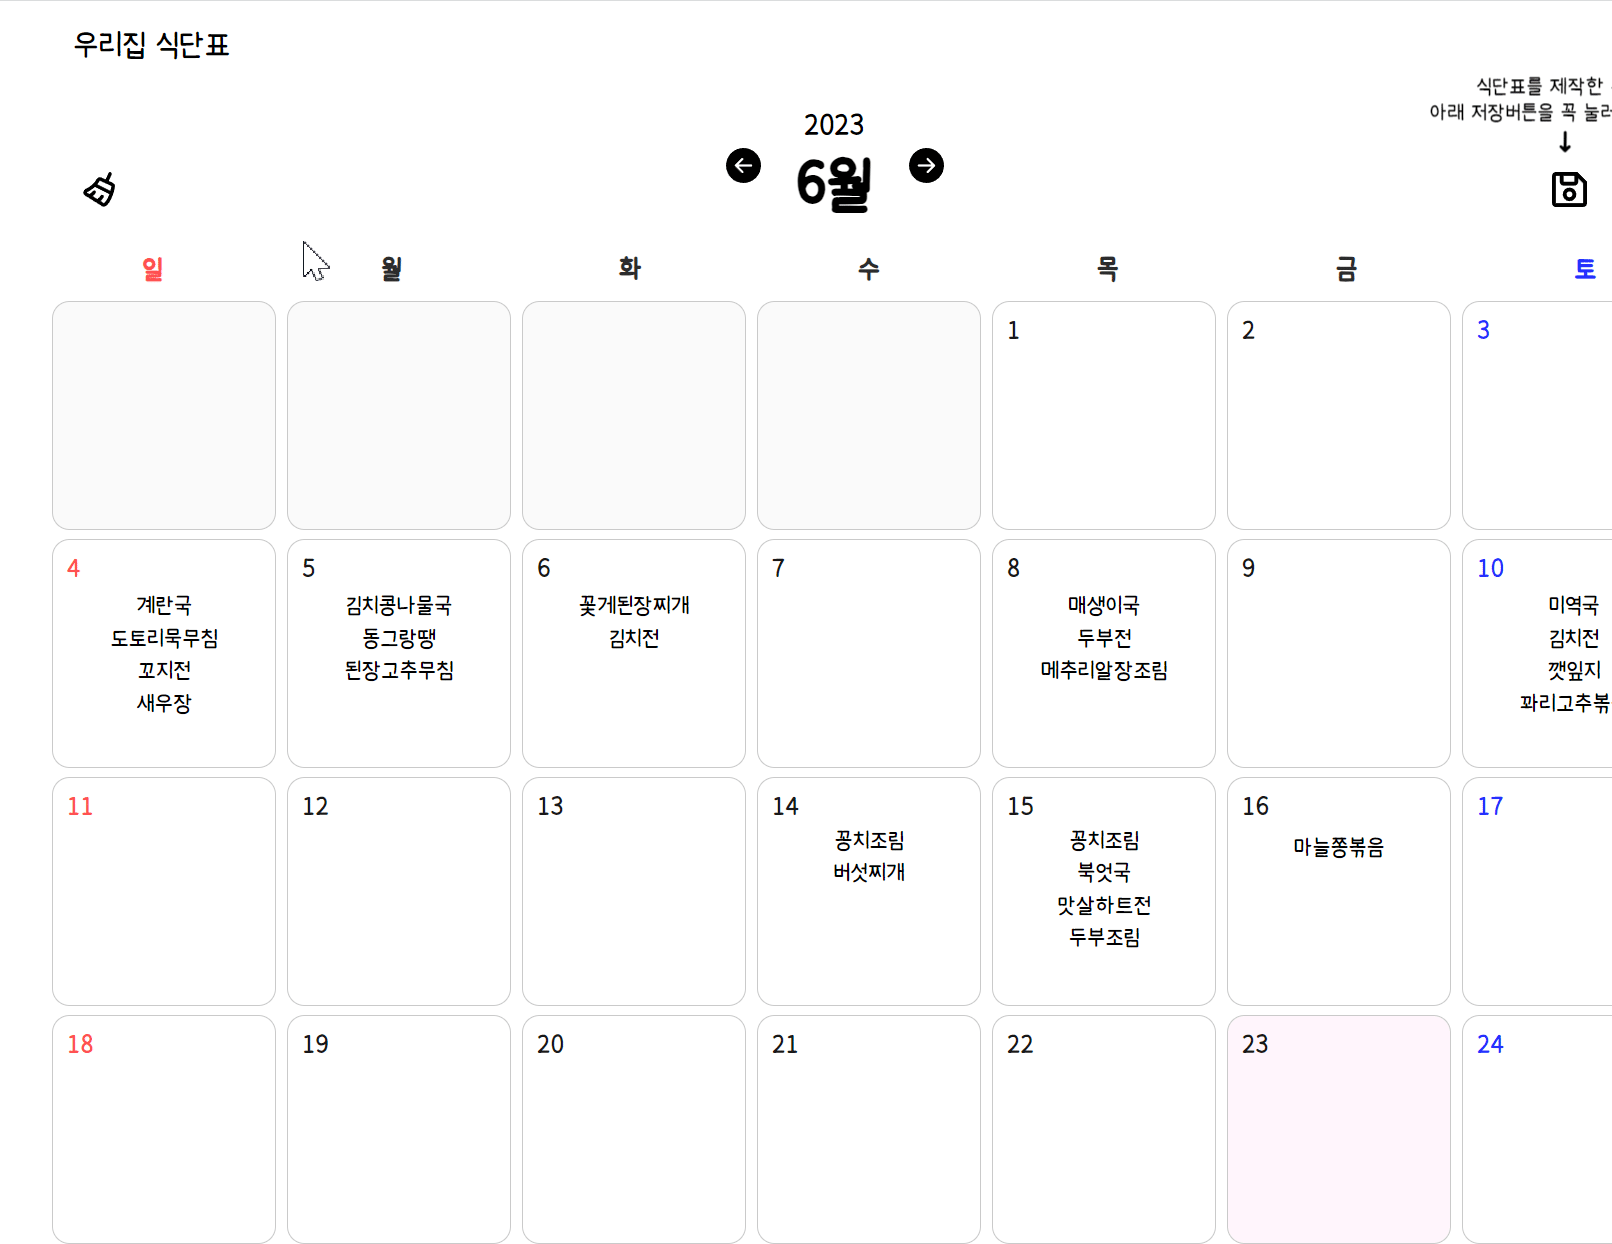 우리집 식단표
식단표를 제작한
아래 저장버튼을 꼭
2023
6월
일 월 화 수 목 금 토
1 2 3
4
계란국
도토리묵무침
꼬지전
새우장
5
김치콩나물국
동그랑땡
된장고추무침
6
꽃게된장찌개
김치전
7
8
매생이국
두부전
메추리알장조림
9
10
미역국
김치전
깻잎지
꽈리고추
11
12
13
14
꽁치조림
버섯찌개
15
꽁치조림
북엇국
맛살하트전
두부조림
16
마늘쫑볶음
17
18 19 20 21 22 23 24